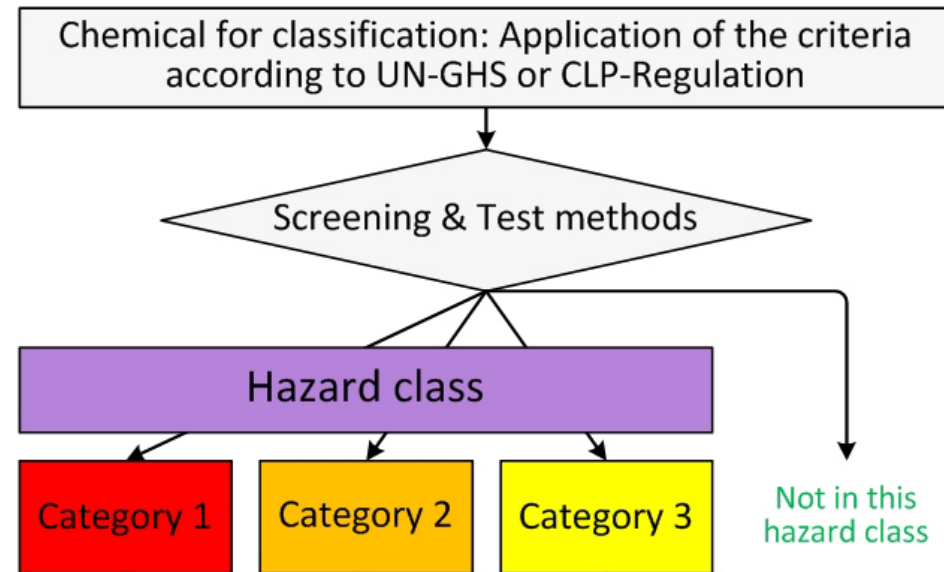 Chemical for classification: Application of the criteria
according to UN-GHS or CLP-Regulation
Screening & Test methods
Hazard class
Category 1
Category 2
Category 3
Not in this
hazard class